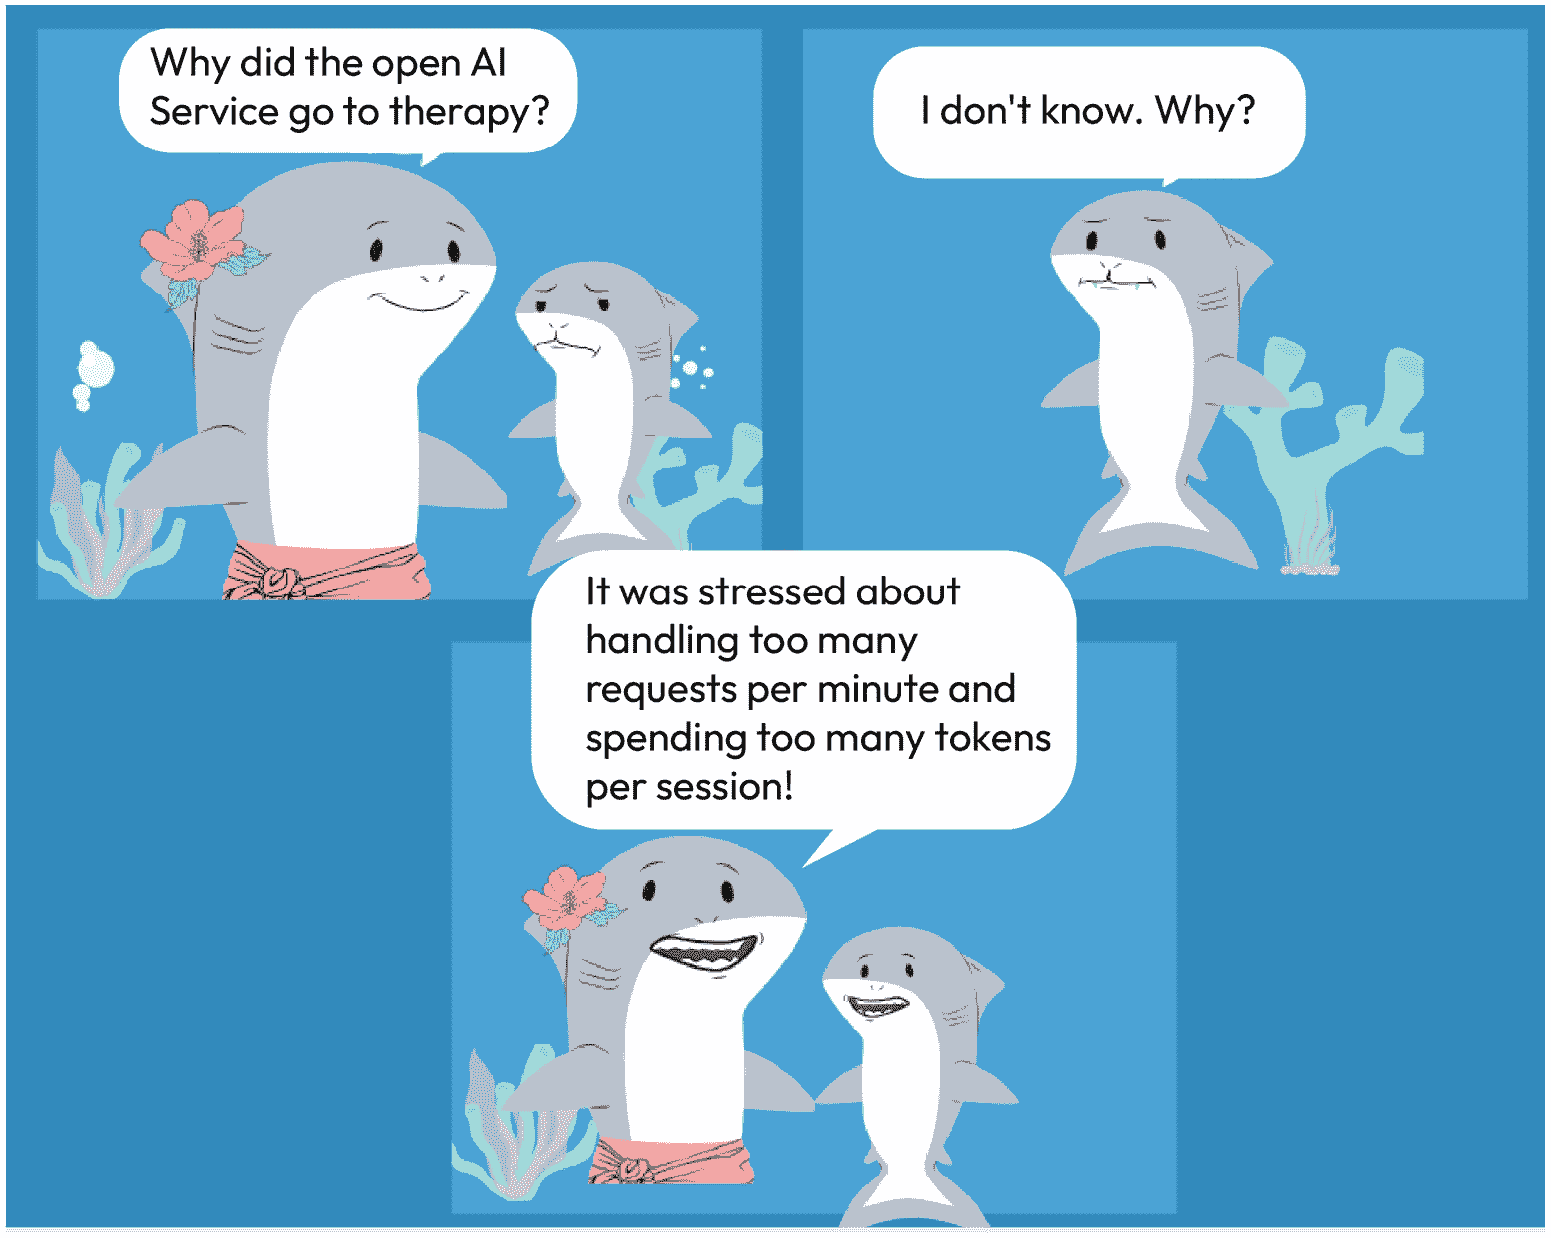 Why did the open AI
Service go to therapy?
I don't know. Why?
It was stressed about
handling too many
requests per minute and
spending too many tokens
per session!